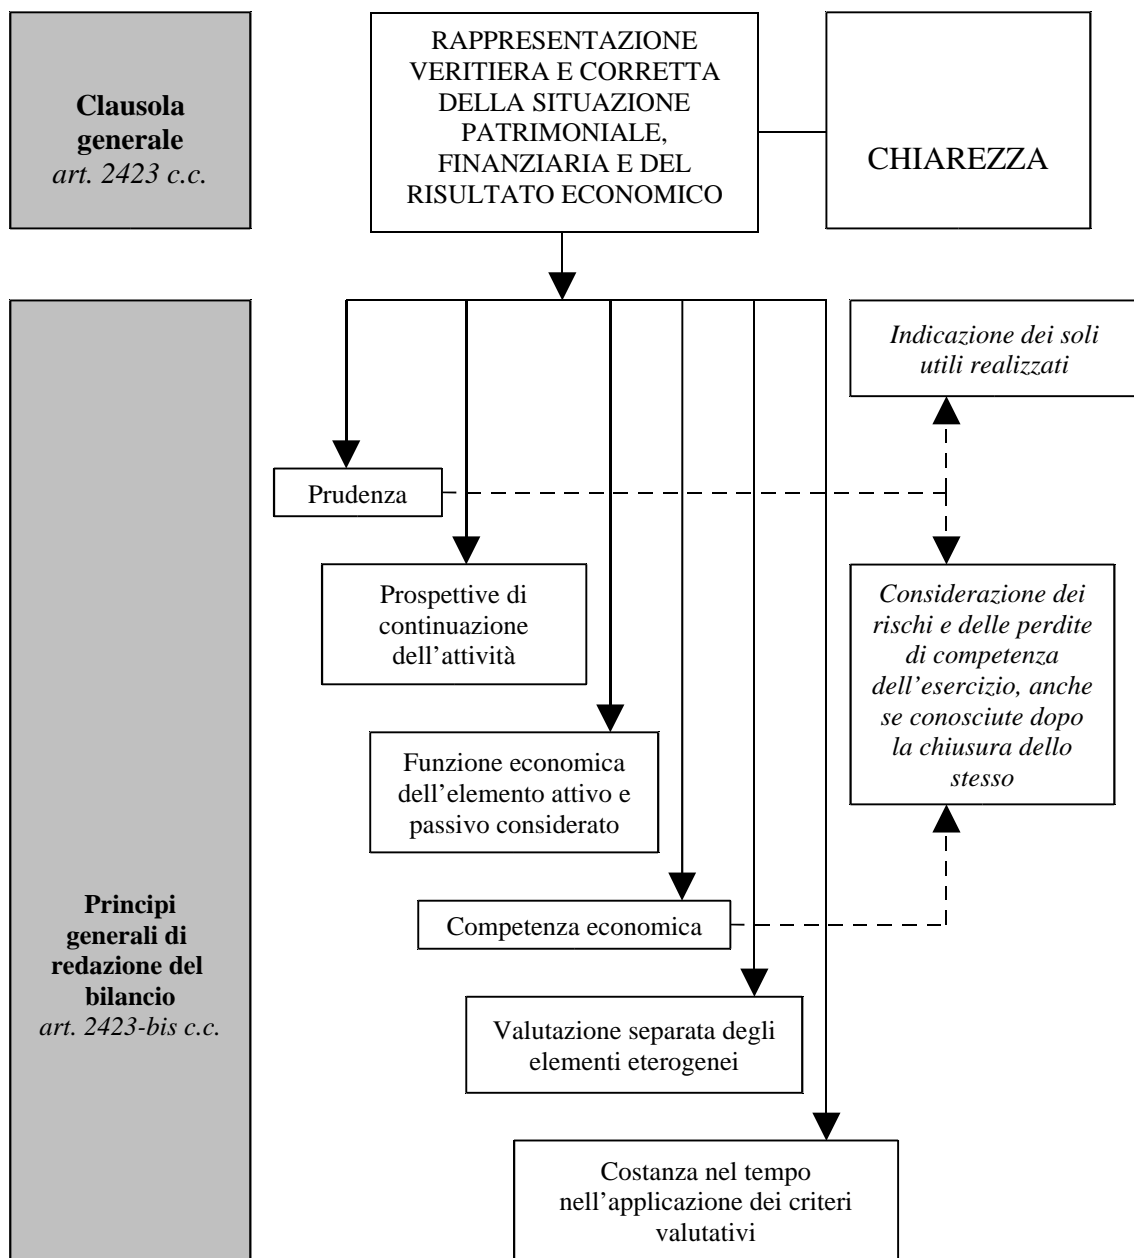 Clausola
generale
art. 2423 c.c.
RAPPRESENTAZIONE
VERITIERA E CORRETTA
DELLA SITUAZIONE
PATRIMONIALE,
FINANZIARIA E DEL
RISULTATO ECONOMICO
CHIAREZZA
Indicazione dei soli
utili realizzati
Prudenza
Prospettive di
continuazione
dell’attività
Considerazione dei
rischi e delle perdite
di competenza
dell’esercizio, anche
se conosciute dopo
la chiusura dello
stesso
Funzione economica
dell’elemento attivo e
passivo considerato
Principi
generali di
redazione del
bilancio
art. 2423-bis c.c.
Competenza economica
Valutazione separata degli
elementi eterogenei
Costanza nel tempo
nell’applicazione dei criteri
valutativi